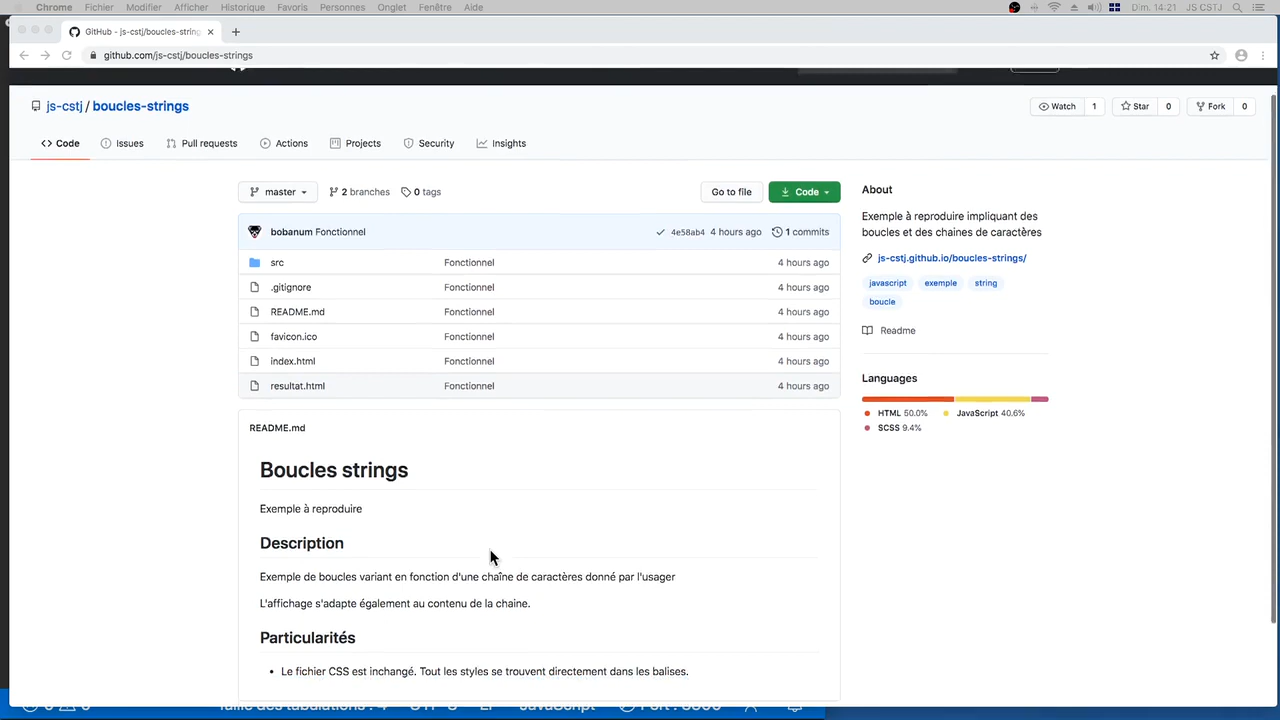 Chrome Fichier Modifier Afficher Historique Favoris Personnes Onglet Fenêtre Aide Dim. 14:21 JS CSTJ
GitHub - js-cstj/boucles-string
github.com/js-cstj/boucles-strings
js-cstj / boucles-strings
Watch 1 Star 0 Fork 0
Code Issues Pull requests Actions Projects Security Insights
master 2 branches 0 tags Go to file Code
About
Exemple à reproduire impliquant des
boucles et des chaines de caractères
bobanum Fonctionnel 4e58ab4 4 hours ago 1 commits
js-cstj.github.io/boucles-strings/
src Fonctionnel 4 hours ago
javascript exemple string
.gitignore Fonctionnel 4 hours ago
boucle
README.md Fonctionnel 4 hours ago
Readme
favicon.ico Fonctionnel 4 hours ago
index.html Fonctionnel 4 hours ago
resultat.html Fonctionnel 4 hours ago
Languages
HTML 50.0% JavaScript 40.6%
SCSS 9.4%
README.md
Boucles strings
Exemple à reproduire
Description
Exemple de boucles variant en fonction d'une chaîne de caractères donné par l'usager
L'affichage s'adapte également au contenu de la chaine.
Particularités
• Le fichier CSS est inchangé. Tout les styles se trouvent directement dans les balises.
Taille des tabulations : 4 UTF-8 LF JavaScript